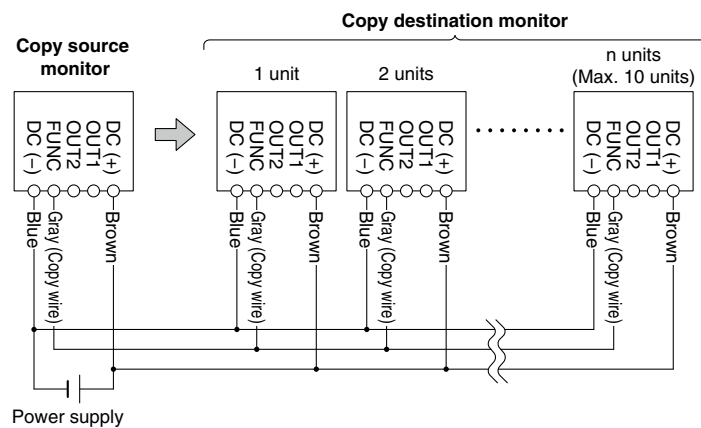 Copy destination monitor
Copy source
monitor
1 unit
2 units
n units
(Max. 10 units)
DC (−)
FUNC
OUT2
OUT1
DC (+)
DC (−)
FUNC
OUT2
OUT1
DC (+)
DC (−)
FUNC
OUT2
OUT1
DC (+)
DC (−)
FUNC
OUT2
OUT1
DC (+)
Blue
Gray (Copy wire)
Brown
Blue
Gray (Copy wire)
Brown
Blue
Gray (Copy wire)
Brown
Blue
Gray (Copy wire)
Brown
Power supply